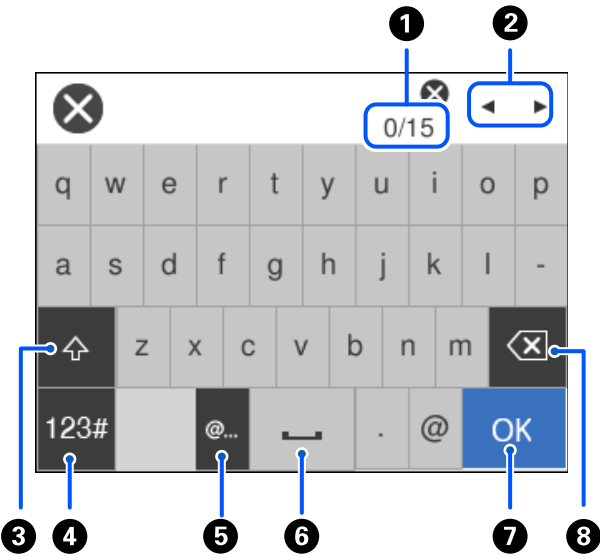 1 2
0/15
q w e r t y u i o p
a s d f g h j k l -
z x c v b n m
123# @... . @ OK
3 4 5 6 7 8